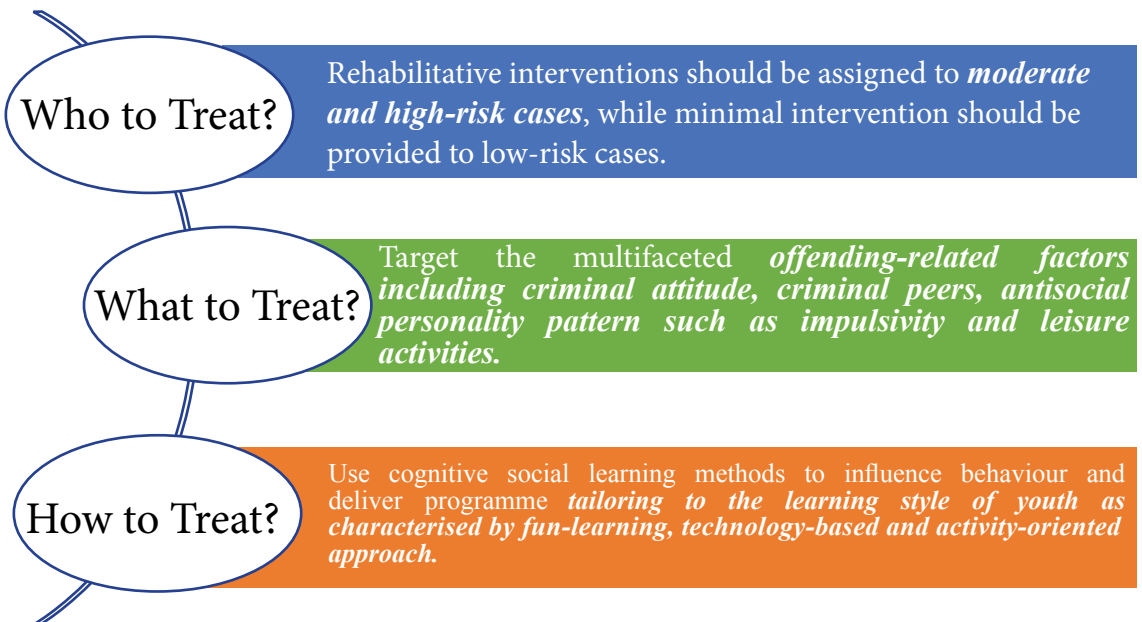 Who to Treat?
Rehabilitative interventions should be assigned to moderate
and high-risk cases, while minimal intervention should be
provided to low-risk cases.
What to Treat?
Target the multifaceted offending-related factors
including criminal attitude, criminal peers, antisocial
personality pattern such as impulsivity and leisure
activities.
How to Treat?
Use cognitive social learning methods to influence behaviour and
deliver programme tailoring to the learning style of youth as
characterised by fun-learning, technology-based and activity-oriented
approach.